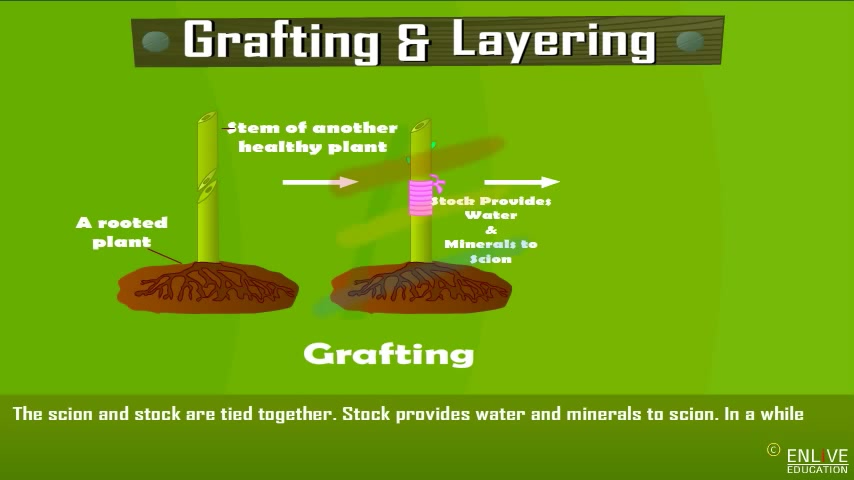 Grafting & Layering
Stem of another
healthy plant
A rooted
plant
Stock Provides
Water
&
Minerals to
Scion
Grafting
The scion and stock are tied together. Stock provides water and minerals to scion. In a while
© ENLIVE
EDUCATION